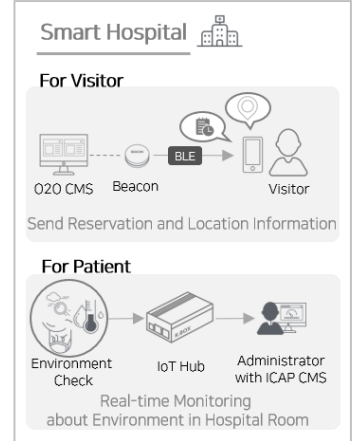 Smart Hospital
For Visitor
BLE
O2O CMS
Beacon
Visitor
Send Reservation and Location Information
For Patient
K-BOX
Environment
Check
IoT Hub
Administrator
with ICAP CMS
Real-time Monitoring
about Environment in Hospital Room